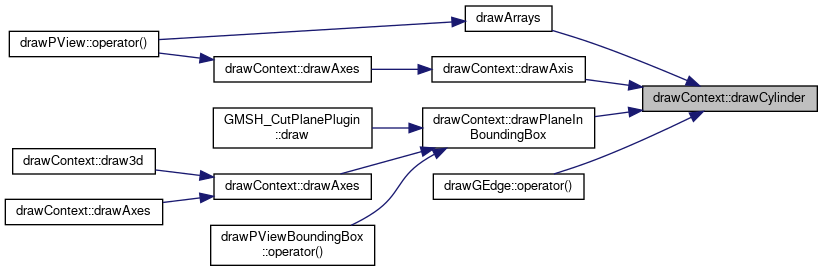 drawArrays
drawPView::operator()
drawContext::drawAxes
drawContext::drawAxis
drawContext::drawCylinder
GMSH_CutPlanePlugin
::draw
drawContext::drawPlaneIn
BoundingBox
drawContext::draw3d
drawContext::drawAxes
drawGEdge::operator()
drawContext::drawAxes
drawPViewBoundingBox
::operator()